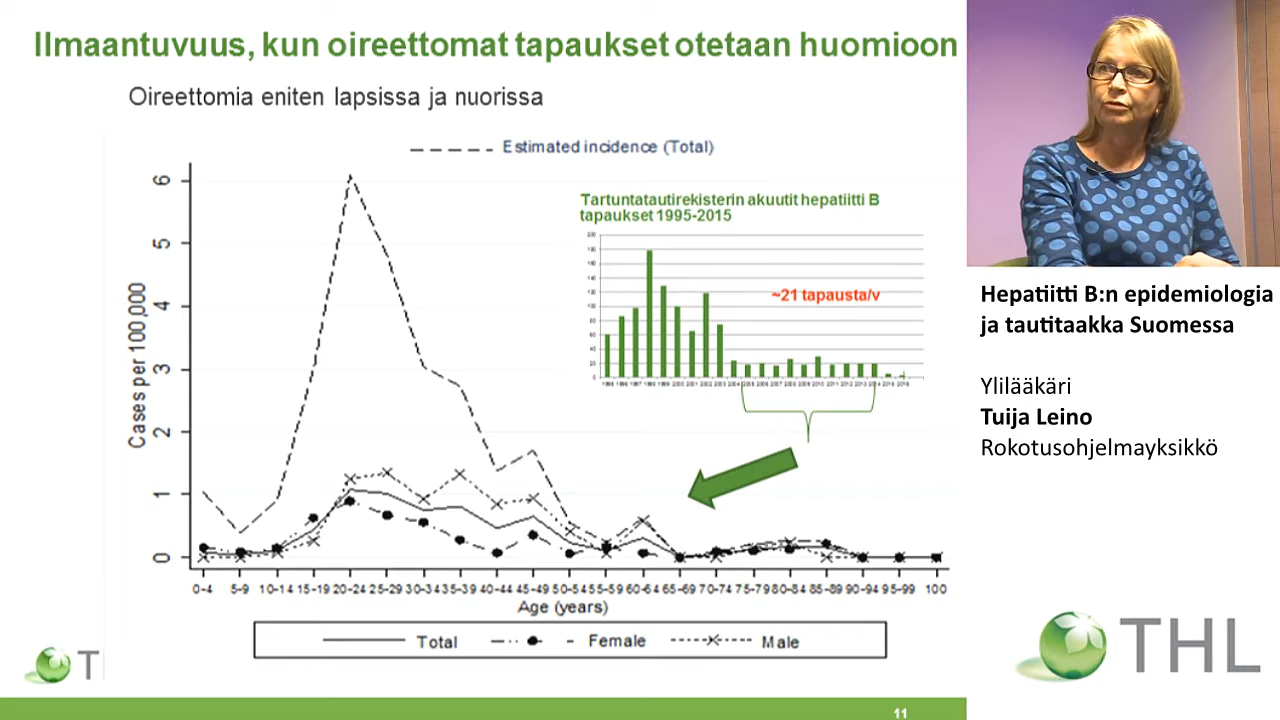 Ilmaantuvuus, kun oireettomat tapaukset otetaan huomioon
Oireettomia eniten lapsissa ja nuorissa
Estimated incidence (Total)
Tartuntatautirekisterin akuutit hepatiitti B
tapaukset 1995-2015
~21 tapausta/v
Cases per 100,000
6
5
4
3
2
1
0
0-4 5-9 10-14 15-19 20-24 25-29 30-34 35-39 40-44 45-49 50-54 55-59 60-64 65-69 70-74 75-79 80-84 85-89 90-94 95-99 100
Age (years)
Total Female Male
T
11
Hepatiitti B:n epidemiologia
ja tautitaakka Suomessa
Ylilääkäri
Tuija Leino
Rokotusohjelmayksikkö
THL